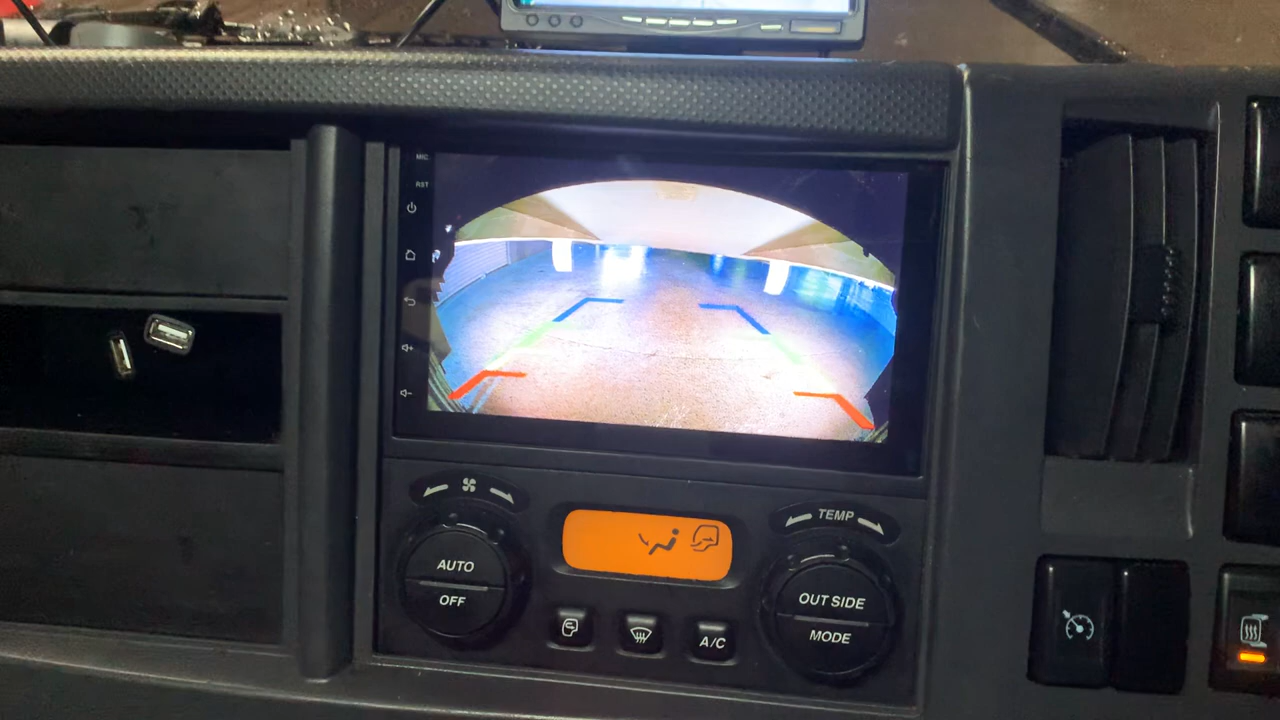 MIC
RST
TEMP
AUTO
OFF
OUT SIDE
MODE
A/C